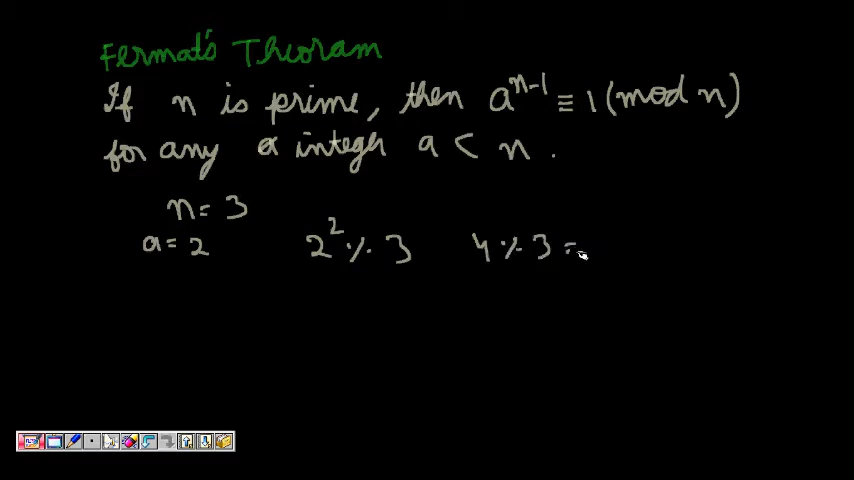 Fermat's Theoram
If n is prime, then a^{n-1} ≡ 1 (mod n)
for any a integer a < n.
n = 3
a = 2 2^2 % 3 4 % 3 =